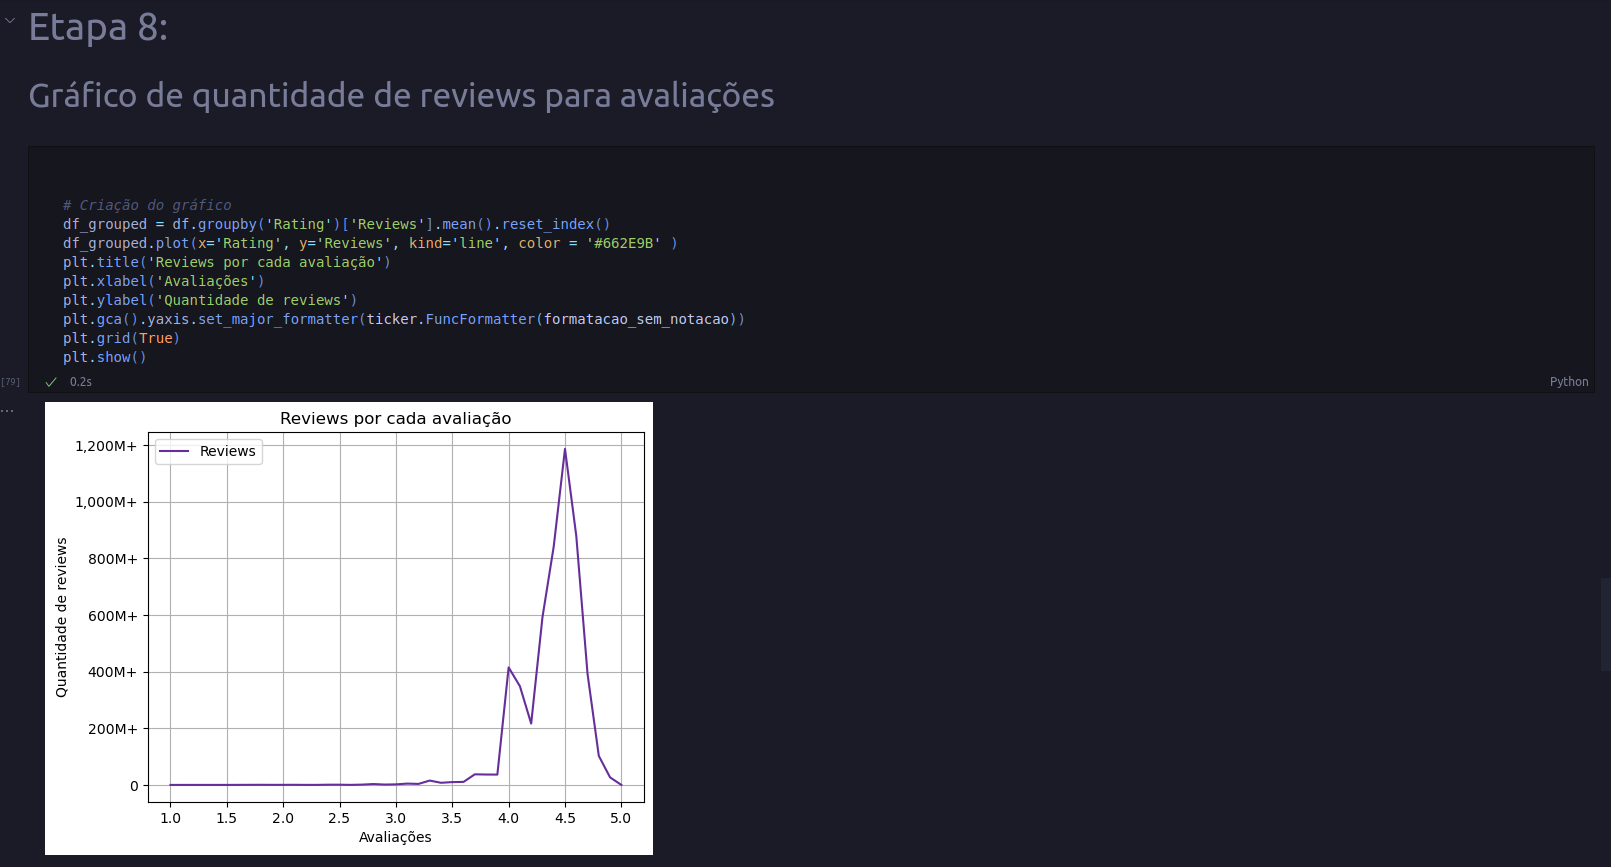 Etapa 8:
Gráfico de quantidade de reviews para avaliações
# Criação do gráfico
df_grouped = df.groupby('Rating')['Reviews'].mean().reset_index()
df_grouped.plot(x='Rating', y='Reviews', kind='line', color = '#662E9B' )
plt.title('Reviews por cada avaliação')
plt.xlabel('Avaliações')
plt.ylabel('Quantidade de reviews')
plt.gca().yaxis.set_major_formatter(ticker.FuncFormatter(formatacao_sem_notacao))
plt.grid(True)
plt.show()
[79]
0.2s
Python
...
Reviews por cada avaliação
Reviews
1,200M+
1,000M+
800M+
600M+
400M+
200M+
0
Quantidade de reviews
1.0 1.5 2.0 2.5 3.0 3.5 4.0 4.5 5.0
Avaliações